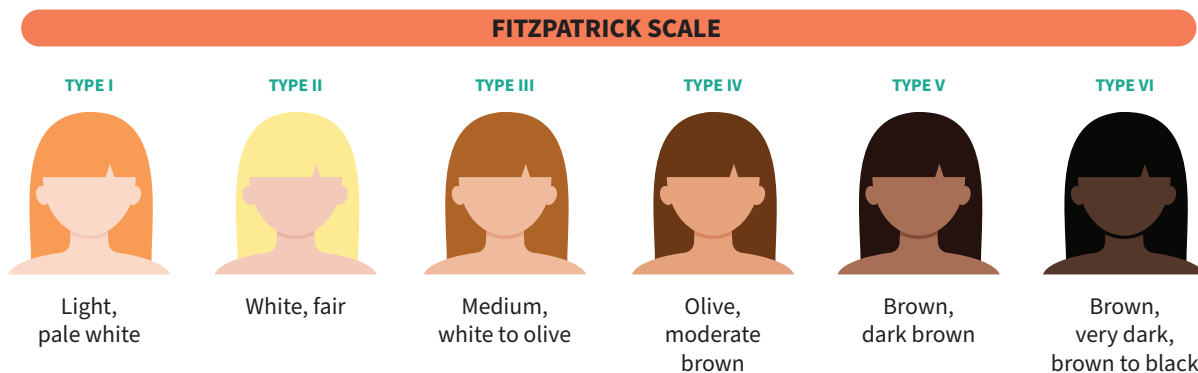 FITZPATRICK SCALE
TYPE I
TYPE II
TYPE III
TYPE IV
TYPE V
TYPE VI
Light,
pale white
White, fair
Medium,
white to olive
Olive,
moderate
brown
Brown,
dark brown
Brown,
very dark,
brown to black